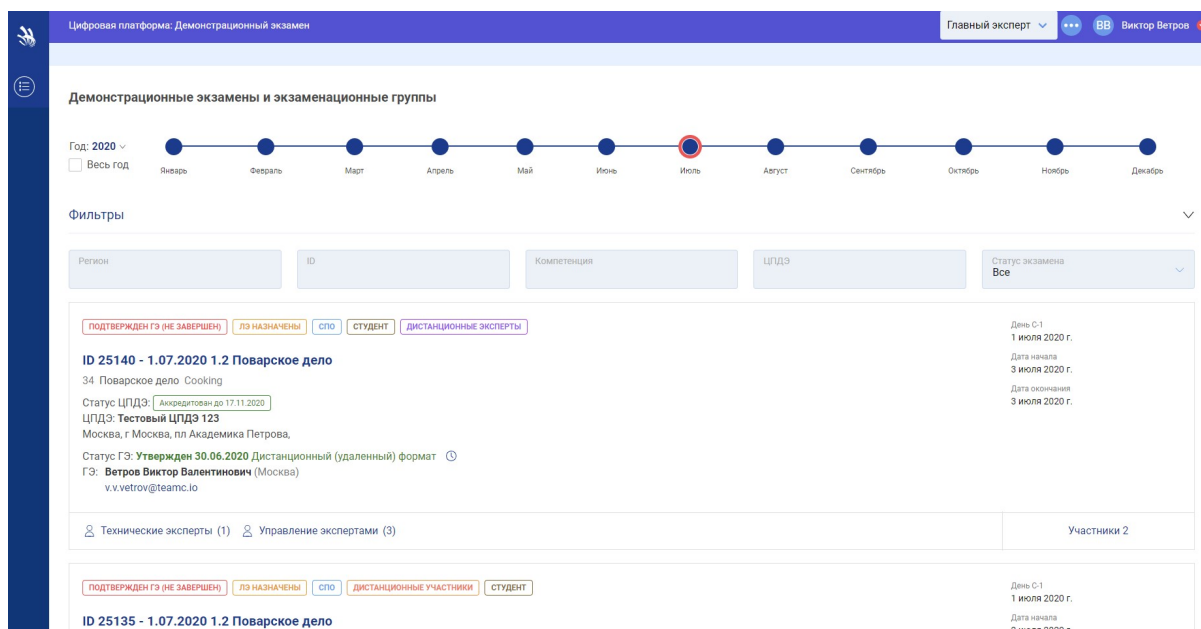 Цифровая платформа: Демонстрационный экзамен
Главный эксперт
ВВ Виктор Ветров
Демонстрационные экзамены и экзаменационные группы
Год: 2020
Весь год
Январь Февраль Март Апрель Май Июнь Июль Август Сентябрь Октябрь Ноябрь Декабрь
Фильтры
Регион ID Компетенция ЦПДЭ Статус экзамена
Все
ПОДТВЕРЖДЕН ГЭ (НЕ ЗАВЕРШЕН) ЛЭ НАЗНАЧЕНЫ СПО СТУДЕНТ ДИСТАНЦИОННЫЕ ЭКСПЕРТЫ
ID 25140 - 1.07.2020 1.2 Поварское дело
34 Поварское дело Cooking
Статус ЦПДЭ: Аккредитован до 17.11.2020
ЦПДЭ: Тестовый ЦПДЭ 123
Москва, г Москва, пл Академика Петрова,
Статус ГЭ: Утвержден 30.06.2020 Дистанционный (удаленный) формат
ГЭ: Ветров Виктор Валентинович (Москва)
v.v.vetrov@teamc.io
День С-1
1 июля 2020 г.
Дата начала
3 июля 2020 г.
Дата окончания
3 июля 2020 г.
Технические эксперты (1) Управление экспертами (3)
Участники 2
ПОДТВЕРЖДЕН ГЭ (НЕ ЗАВЕРШЕН) ЛЭ НАЗНАЧЕНЫ СПО ДИСТАНЦИОННЫЕ УЧАСТНИКИ СТУДЕНТ
ID 25135 - 1.07.2020 1.2 Поварское дело
День С-1
1 июля 2020 г.
Дата начала